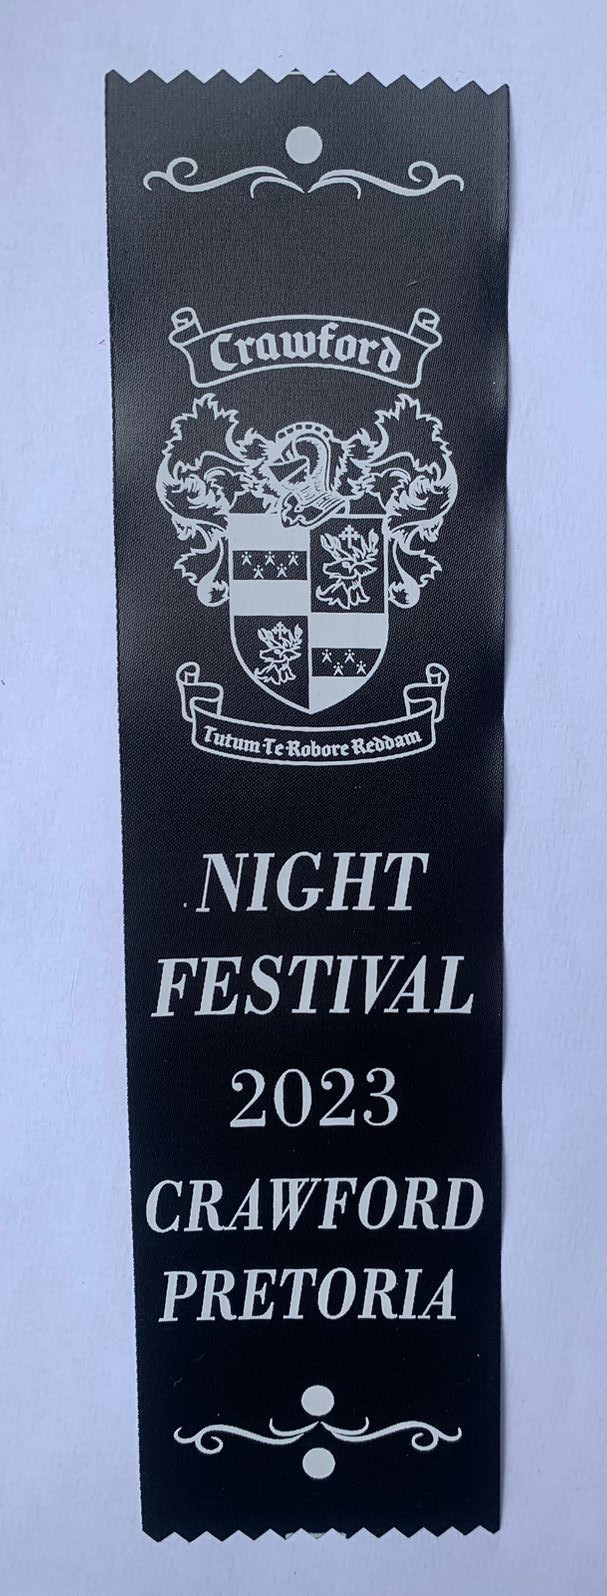 Crawford
Tutum·Te Robore Reddam
NIGHT
FESTIVAL
2023
CRAWFORD
PRETORIA